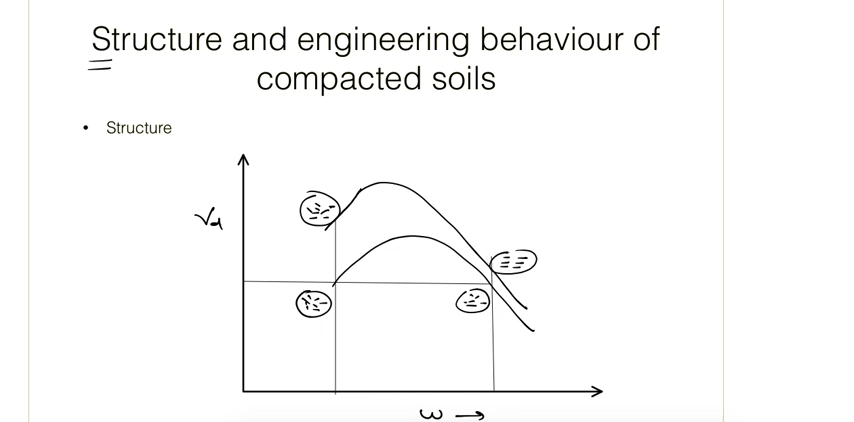 Structure and engineering behaviour of
compacted soils
• Structure
γd
ω →